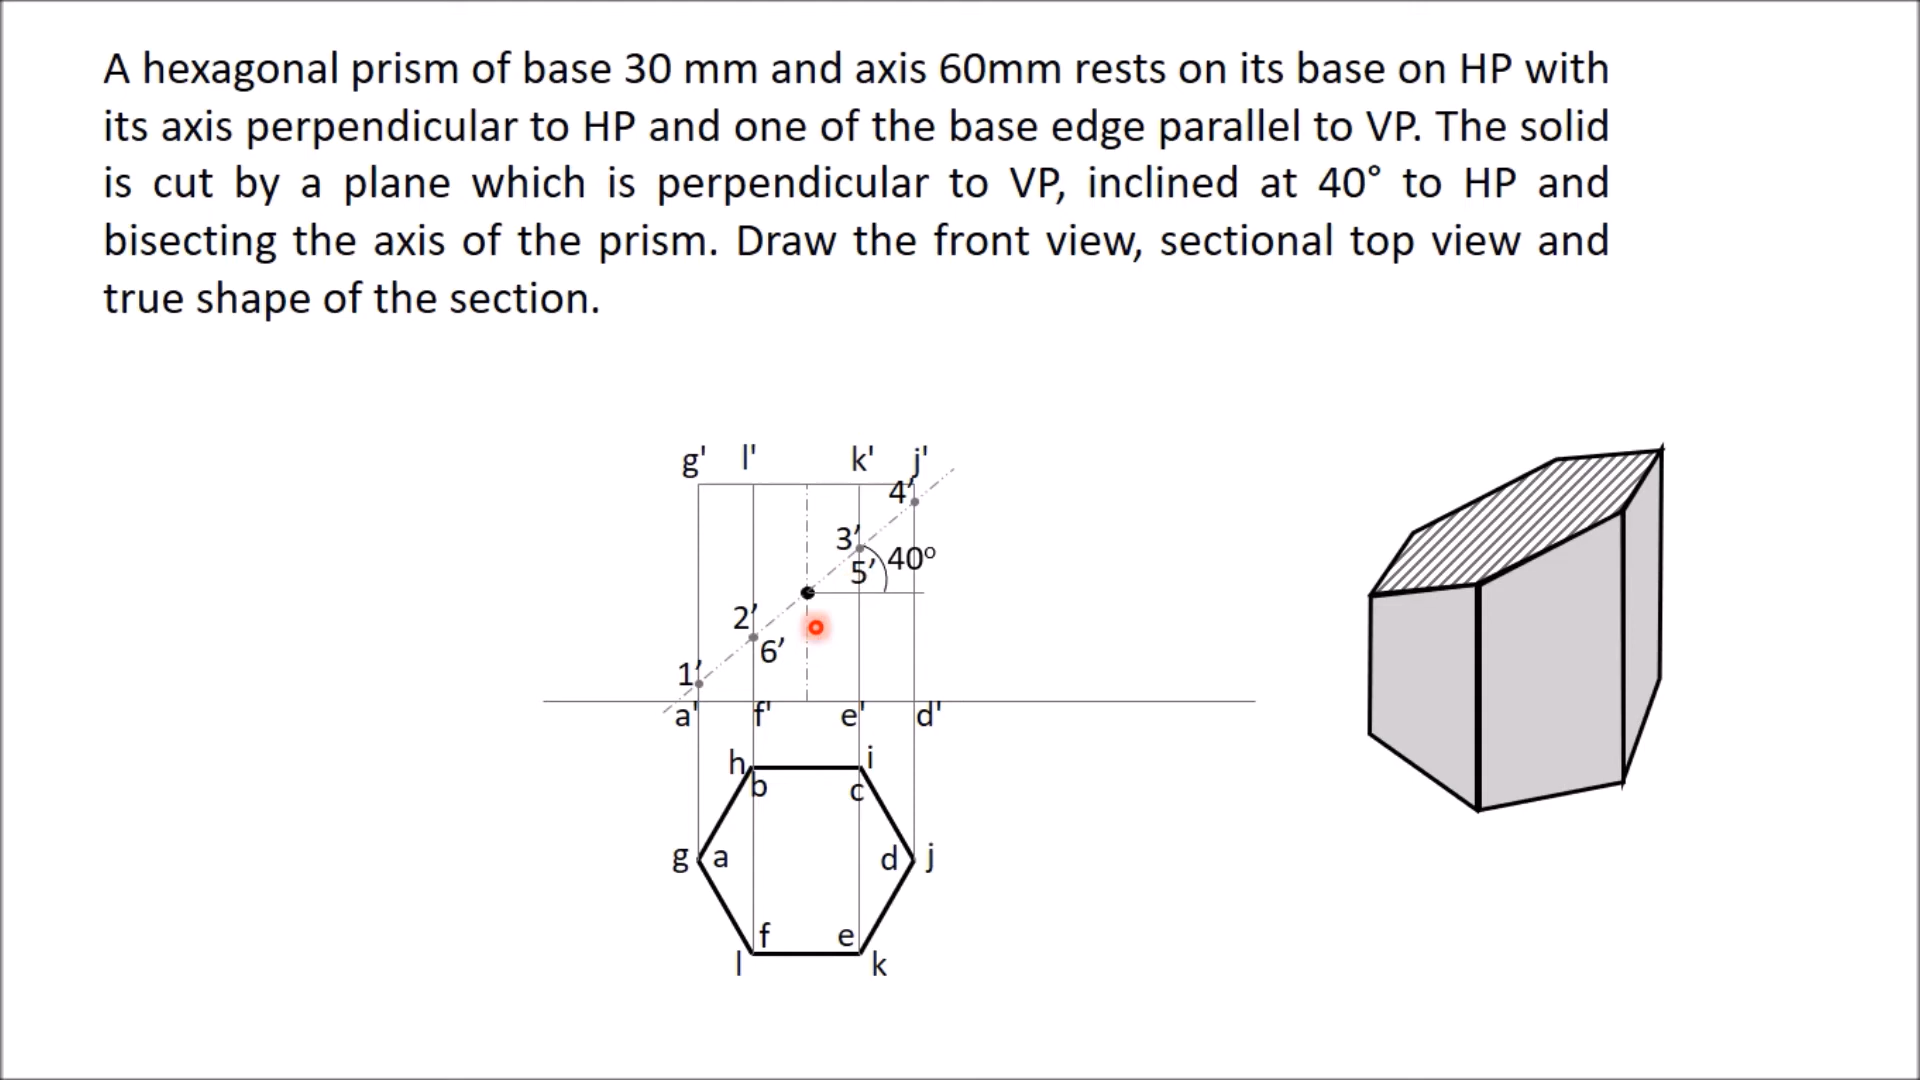 A hexagonal prism of base 30 mm and axis 60mm rests on its base on HP with
its axis perpendicular to HP and one of the base edge parallel to VP. The solid
is cut by a plane which is perpendicular to VP, inclined at 40° to HP and
bisecting the axis of the prism. Draw the front view, sectional top view and
true shape of the section.
g' l' k' j'
4’
3’
5’ 40º
2’
6’
1’
a' f' e' d'
h i
b c
g a d j
f e
l k